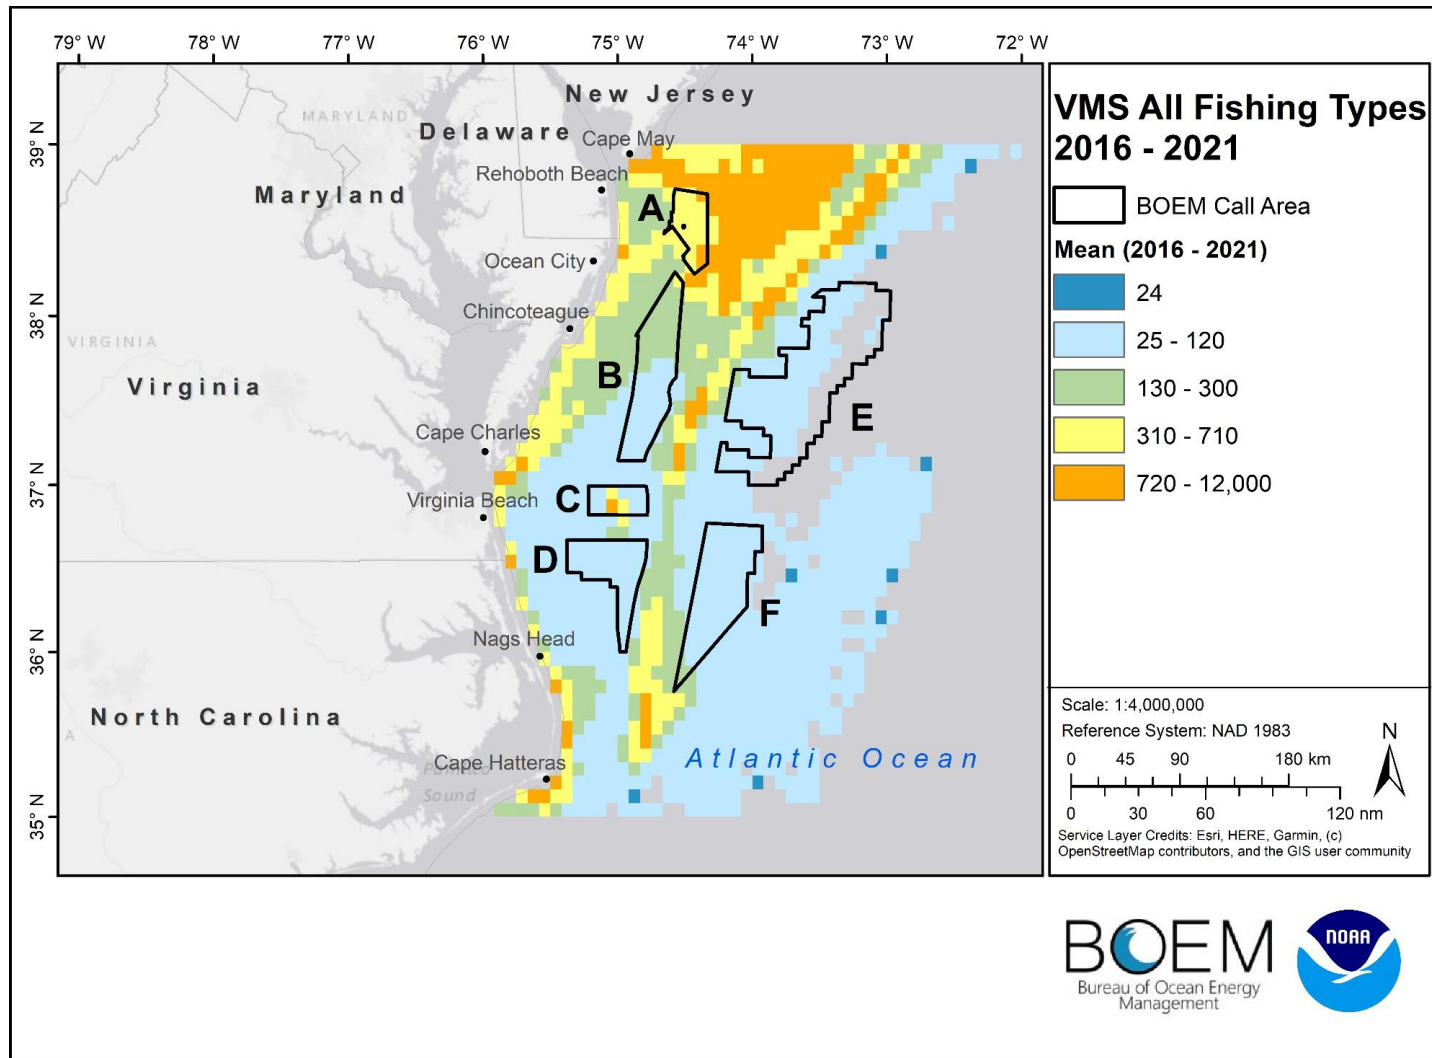 79° W 78° W 77° W 76° W 75° W 74° W 73° W 72° W
39° N
38° N
37° N
36° N
35° N
New Jersey
MARYLAND
Delaware
Cape May
Rehoboth Beach
Maryland
A
Ocean City
Chincoteague
VIRGINIA
B
Virginia
E
Cape Charles
Virginia Beach
C
D
F
Nags Head
North Carolina
A
Atlantic Ocean
Cape Hatteras
Pamlico
Sound
VMS All Fishing Types
2016 - 2021
BOEM Call Area
Mean (2016 - 2021)
24
25 - 120
130 - 300
310 - 710
720 - 12,000
Scale: 1:4,000,000
Reference System: NAD 1983
N
0 45 90 180 km
0 30 60 120 nm
Service Layer Credits: Esri, HERE, Garmin, (c)
OpenStreetMap contributors, and the GIS user community
BOEM
Bureau of Ocean Energy
Management
NOAA